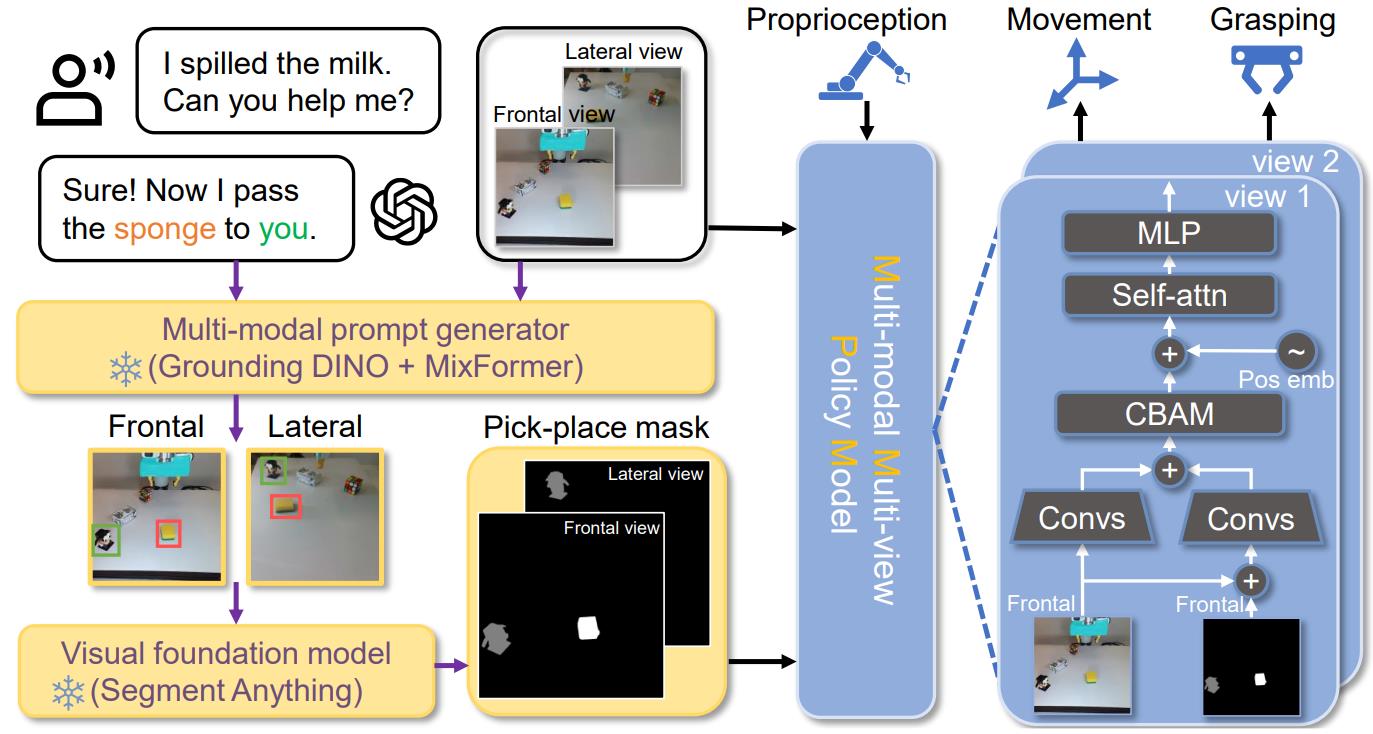 I spilled the milk.
Can you help me?
Sure! Now I pass
the sponge to you.
Lateral view
Frontal view
Multi-modal prompt generator
(Grounding DINO + MixFormer)
Frontal
Lateral
Visual foundation model
(Segment Anything)
Pick-place mask
Lateral view
Frontal view
Proprioception
Multi-modal Multi-view
Policy Model
Movement
Grasping
view 2
view 1
MLP
Self-attn
+
~
Pos emb
CBAM
+
Convs
Convs
+
Frontal
Frontal